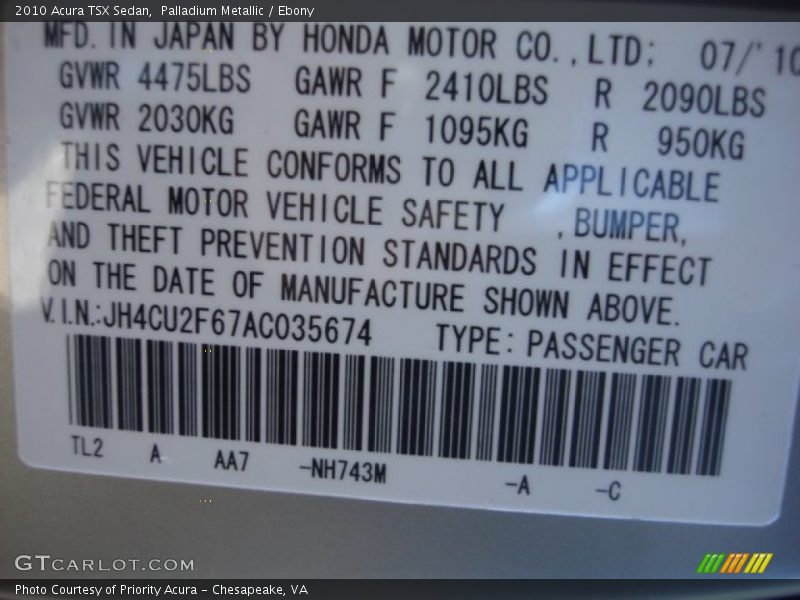 2010 Acura TSX Sedan, Palladium Metallic / Ebony
MFD. IN JAPAN BY HONDA MOTOR CO.,LTD: 07/'10
GVWR 4475LBS GAWR F 2410LBS R 2090LBS
GVWR 2030KG GAWR F 1095KG R 950KG
THIS VEHICLE CONFORMS TO ALL APPLICABLE
FEDERAL MOTOR VEHICLE SAFETY ,BUMPER,
AND THEFT PREVENTION STANDARDS IN EFFECT
ON THE DATE OF MANUFACTURE SHOWN ABOVE.
V.I.N.:JH4CU2F67AC035674 TYPE: PASSENGER CAR
TL2 A AA7 -NH743M -A -C
GTCARLOT.COM
Photo Courtesy of Priority Acura - Chesapeake, VA